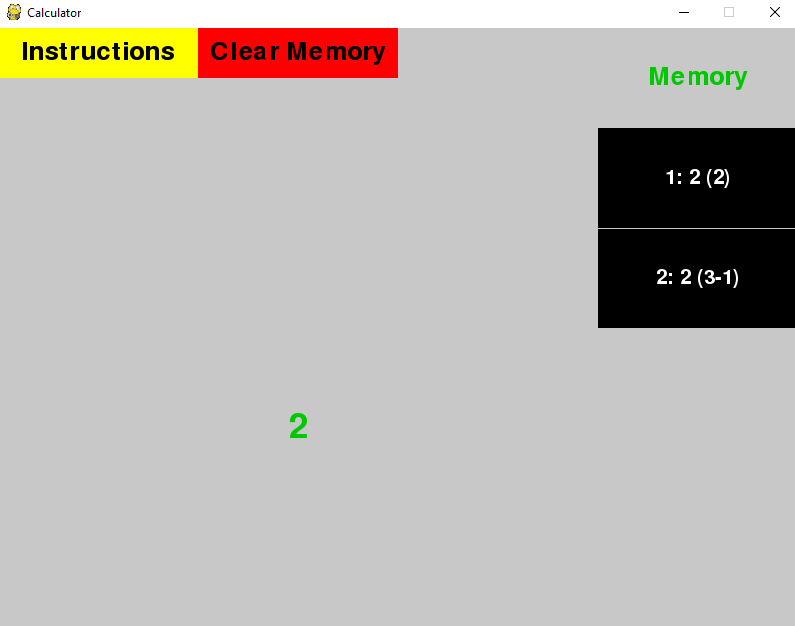 Calculator
Instructions
Clear Memory
Memory
1: 2 (2)
2: 2 (3-1)
2